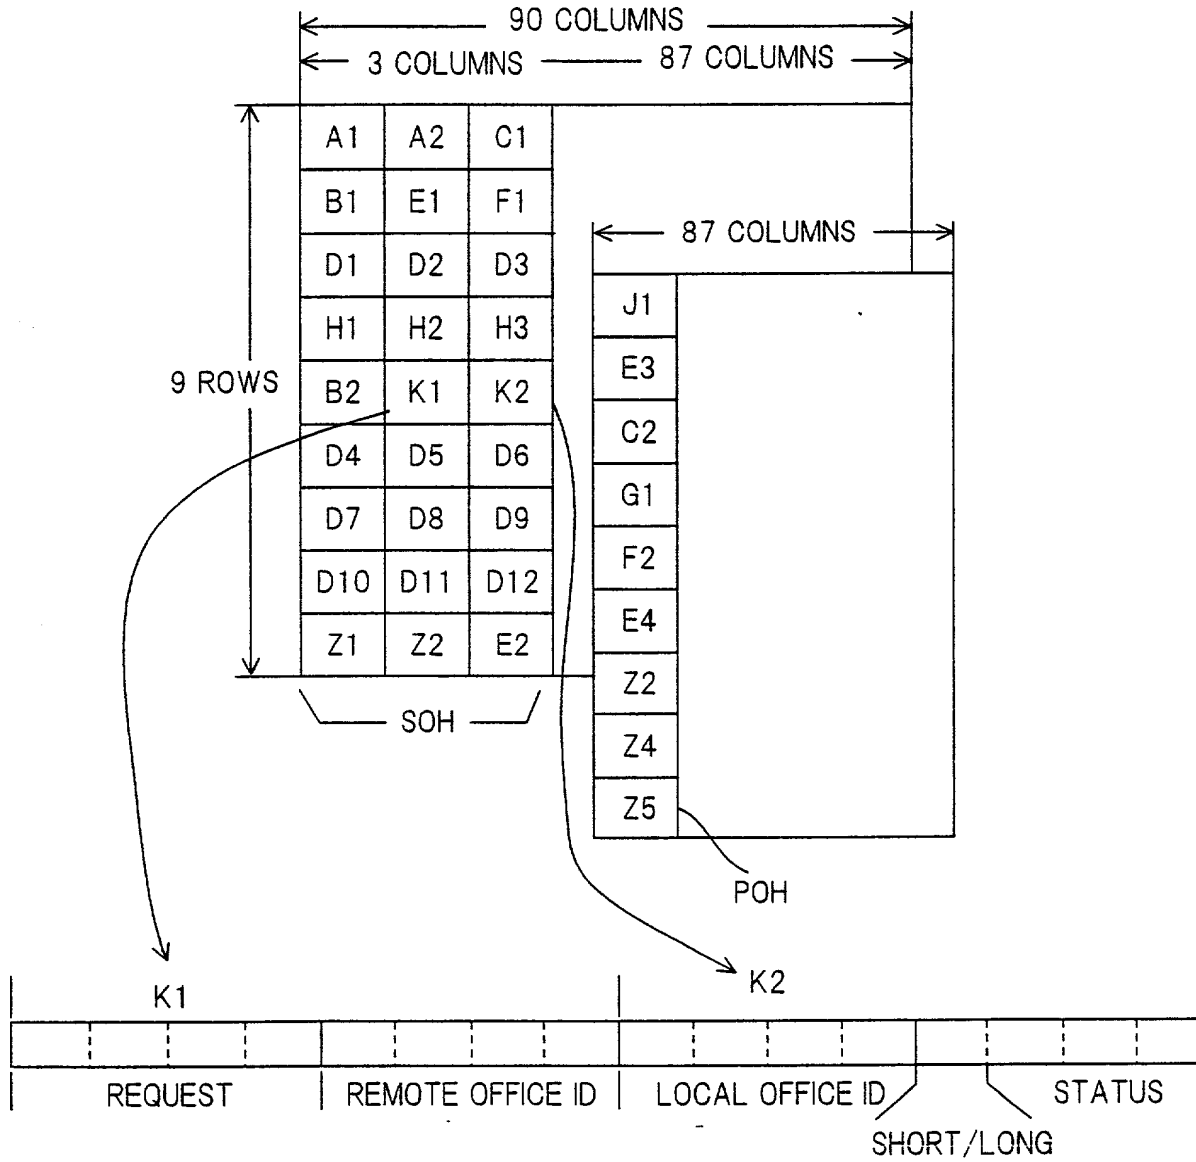 90 COLUMNS
3 COLUMNS 87 COLUMNS
A1 A2 C1
B1 E1 F1
87 COLUMNS
D1 D2 D3
J1
H1 H2 H3
E3
9 ROWS
B2 K1 K2
C2
D4 D5 D6
G1
D7 D8 D9
F2
D10 D11 D12
E4
Z1 Z2 E2
Z2
SOH
Z4
Z5
POH
K1
K2
REQUEST REMOTE OFFICE ID LOCAL OFFICE ID STATUS
SHORT/LONG